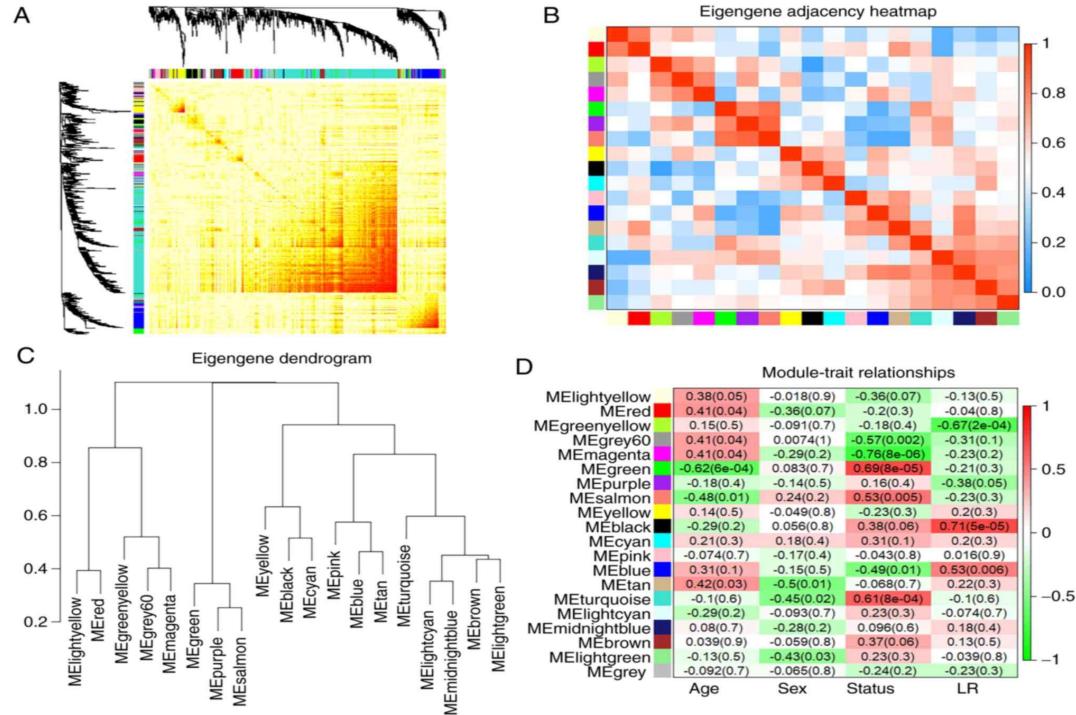 A
B
Eigengene adjacency heatmap
1
0.8
0.6
0.4
0.2
0.0
C
Eigengene dendrogram
1.0
0.8
0.6
0.4
0.2
MElightyellow
MEred
MEgreenyellow
MEgrey60
MEmagenta
MEgreen
MEpurple
MEsalmon
MEyellow
MEblack
MEcyan
MEpink
MEblue
MEtan
MEturquoise
MElightcyan
MEmidnightblue
MEbrown
MElightgreen
D
Module-trait relationships
MElightyellow 0.38(0.05) -0.018(0.9) -0.36(0.07) -0.13(0.5)
MEred 0.41(0.04) -0.36(0.07) -0.2(0.3) -0.04(0.8)
MEgreenyellow 0.15(0.5) -0.091(0.7) -0.18(0.4) -0.67(2e-04)
MEgrey60 0.41(0.04) 0.0074(1) -0.57(0.002) -0.31(0.1)
MEmagenta 0.41(0.04) -0.29(0.2) -0.76(8e-06) -0.23(0.2)
MEgreen -0.62(6e-04) 0.083(0.7) 0.69(8e-05) -0.21(0.3)
MEpurple -0.18(0.4) -0.14(0.5) 0.16(0.4) -0.38(0.05)
MEsalmon -0.48(0.01) 0.24(0.2) 0.53(0.005) -0.23(0.3)
MEyellow 0.14(0.5) -0.049(0.8) -0.23(0.3) 0.2(0.3)
MEblack -0.29(0.2) 0.056(0.8) 0.38(0.06) 0.71(5e-05)
MEcyan 0.21(0.3) 0.18(0.4) 0.31(0.1) 0.2(0.3)
MEpink -0.074(0.7) -0.17(0.4) -0.043(0.8) 0.016(0.9)
MEblue 0.31(0.1) -0.15(0.5) -0.49(0.01) 0.53(0.006)
MEtan 0.42(0.03) -0.5(0.01) -0.068(0.7) 0.22(0.3)
MEturquoise -0.1(0.6) -0.45(0.02) 0.61(8e-04) -0.1(0.6)
MElightcyan -0.29(0.2) -0.093(0.7) 0.23(0.3) -0.074(0.7)
MEmidnightblue 0.08(0.7) -0.28(0.2) 0.096(0.6) 0.18(0.4)
MEbrown 0.039(0.9) -0.059(0.8) 0.37(0.06) 0.13(0.5)
MElightgreen -0.13(0.5) -0.43(0.03) 0.23(0.3) -0.039(0.8)
MEgrey -0.092(0.7) -0.065(0.8) -0.24(0.2) -0.23(0.3)
Age Sex Status LR
1
0.5
0
-0.5
-1